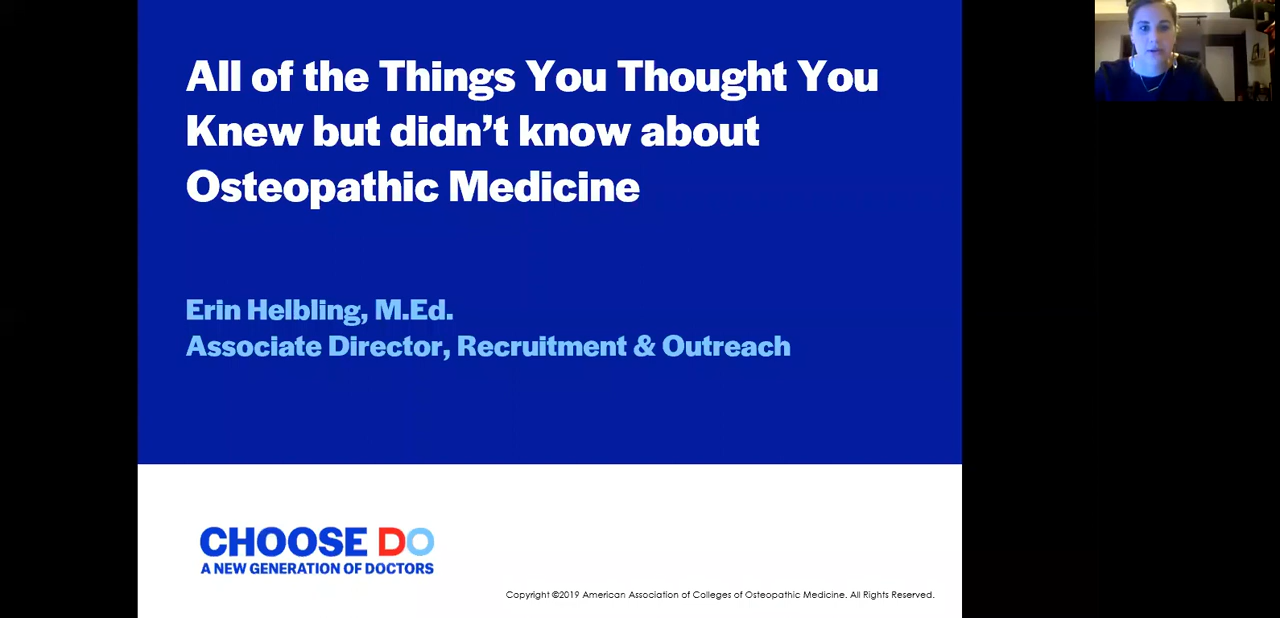 All of the Things You Thought You
Knew but didn’t know about
Osteopathic Medicine
Erin Helbling, M.Ed.
Associate Director, Recruitment & Outreach
CHOOSE DO
A NEW GENERATION OF DOCTORS
Copyright ©2019 American Association of Colleges of Osteopathic Medicine. All Rights Reserved.